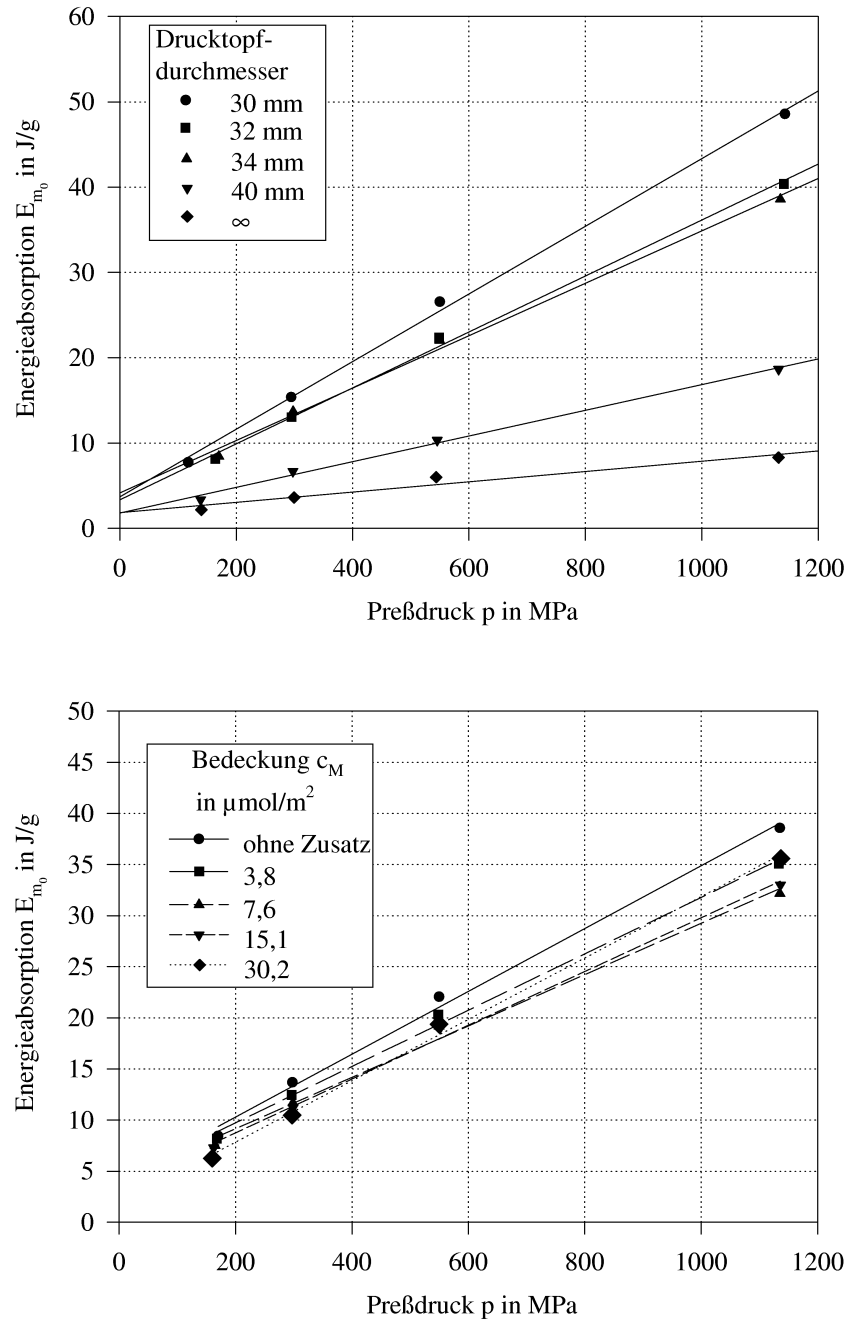 60
50
40
30
20
10
0
Energieabsorption E_m₀ in J/g
Drucktopf-
durchmesser
30 mm
32 mm
34 mm
40 mm
∞
0 200 400 600 800 1000 1200
Preßdruck p in MPa
50
45
40
35
30
25
20
15
10
5
0
Energieabsorption E_m₀ in J/g
Bedeckung c_M
in µmol/m²
ohne Zusatz
3,8
7,6
15,1
30,2
0 200 400 600 800 1000 1200
Preßdruck p in MPa